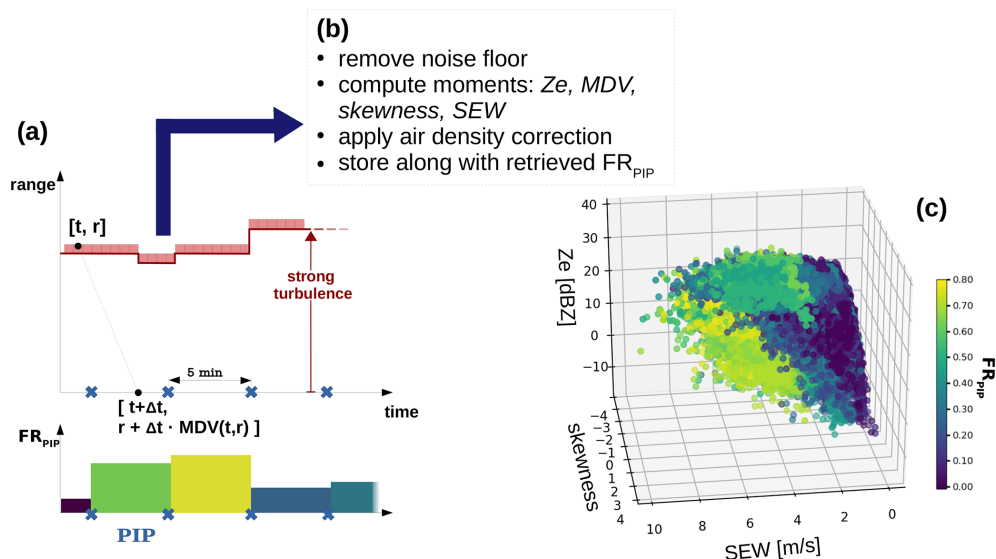 (a)
range
[t, r]
strong
turbulence
5 min
time
[ t+Δt,
r + Δt · MDV(t,r) ]
FR_PIP
PIP
(b)
• remove noise floor
• compute moments: Ze, MDV,
skewness, SEW
• apply air density correction
• store along with retrieved FR_PIP
(c)
Ze [dBZ]
40
30
20
10
0
−10
skewness
−4
−3
−2
−1
0
1
2
3
4
10
8
6
4
2
0
SEW [m/s]
0.80
0.70
0.60
0.50
0.40
0.30
0.20
0.10
0.00
FR_PIP